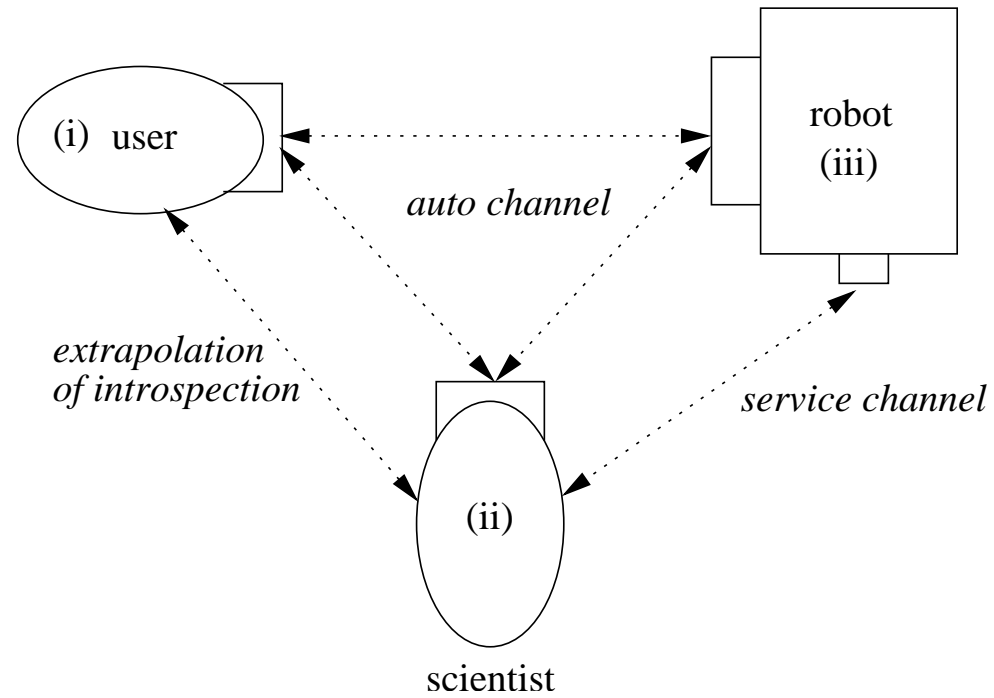 (i) user
robot
(iii)
auto channel
extrapolation
of introspection
service channel
(ii)
scientist